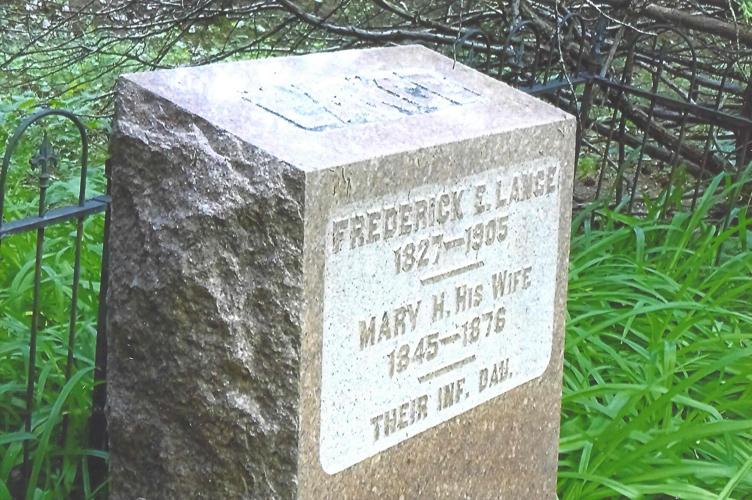 FREDERICK E. LANGE
1827—1905
MARY H. HIS WIFE
1845—1876
THEIR INF. DAU.